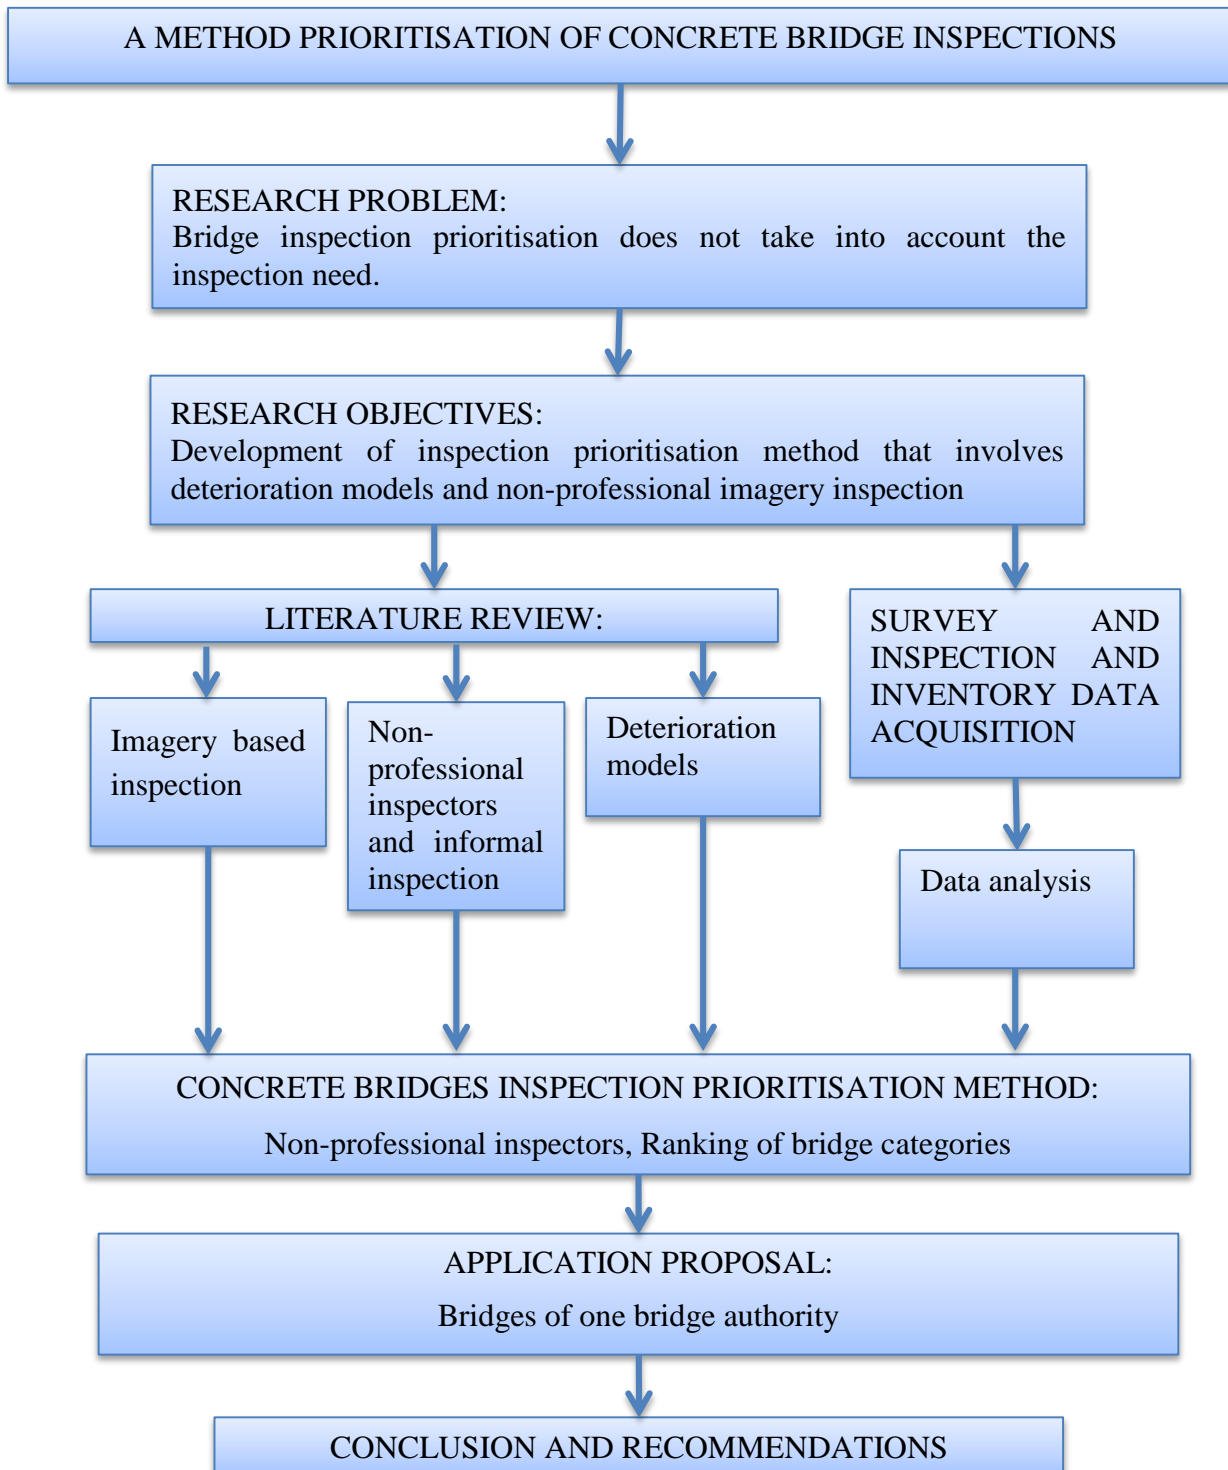 A METHOD PRIORITISATION OF CONCRETE BRIDGE INSPECTIONS
RESEARCH PROBLEM:
Bridge inspection prioritisation does not take into account the
inspection need.
RESEARCH OBJECTIVES:
Development of inspection prioritisation method that involves
deterioration models and non-professional imagery inspection
LITERATURE REVIEW:
Imagery based
inspection
Non-
professional
inspectors
and informal
inspection
Deterioration
models
SURVEY AND
INSPECTION AND
INVENTORY DATA
ACQUISITION
Data analysis
CONCRETE BRIDGES INSPECTION PRIORITISATION METHOD:
Non-professional inspectors, Ranking of bridge categories
APPLICATION PROPOSAL:
Bridges of one bridge authority
CONCLUSION AND RECOMMENDATIONS